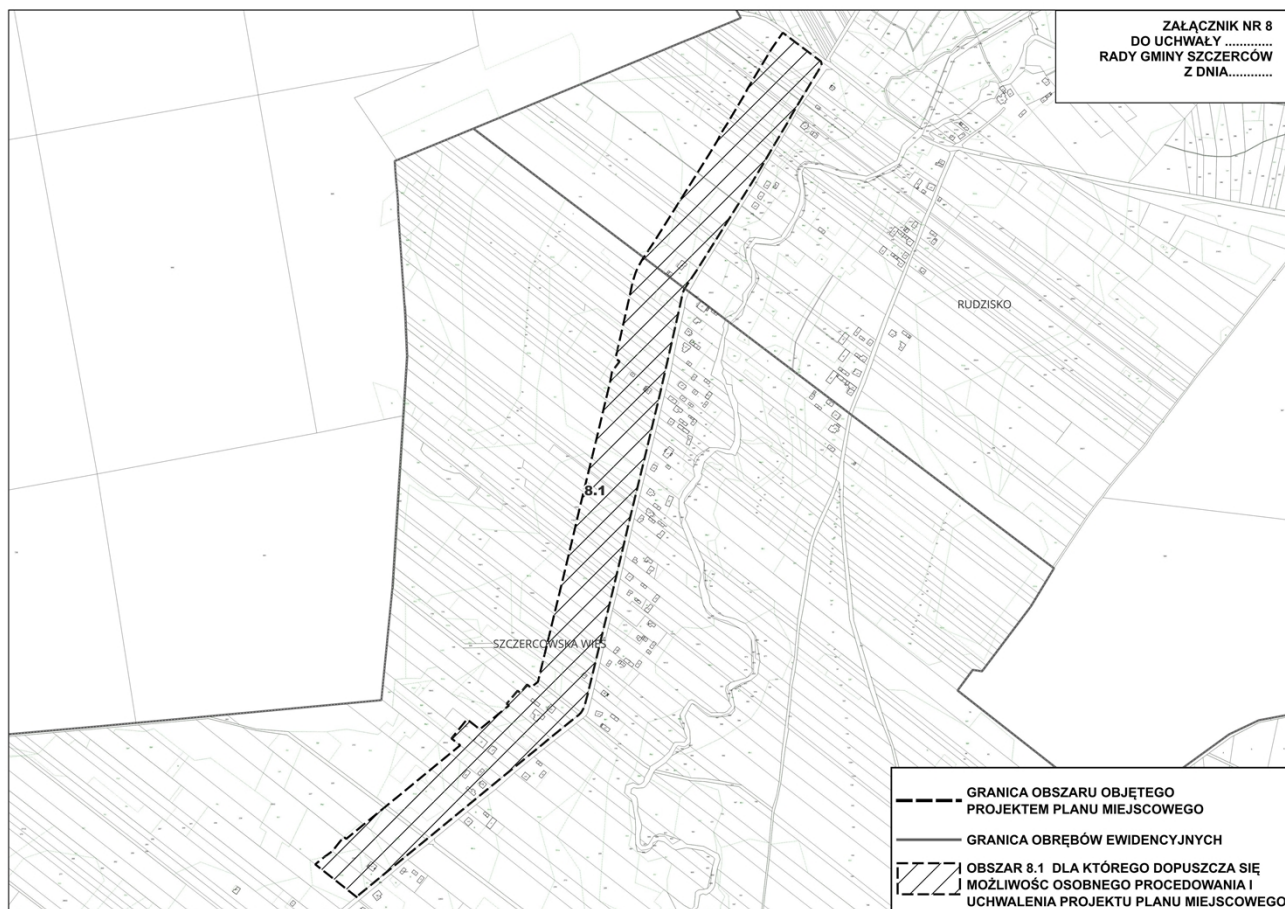 ZAŁĄCZNIK NR 8
DO UCHWAŁY ............
RADY GMINY SZCZERCÓW
Z DNIA............
RUDZISKO
8.1
SZCZERCOWSKA WIEŚ
GRANICA OBSZARU OBJĘTEGO
PROJEKTEM PLANU MIEJSCOWEGO
GRANICA OBRĘBÓW EWIDENCYJNYCH
OBSZAR 8.1 DLA KTÓREGO DOPUSZCZA SIĘ
MOŻLIWOŚC OSOBNEGO PROCEDOWANIA I
UCHWALENIA PROJEKTU PLANU MIEJSCOWEGO